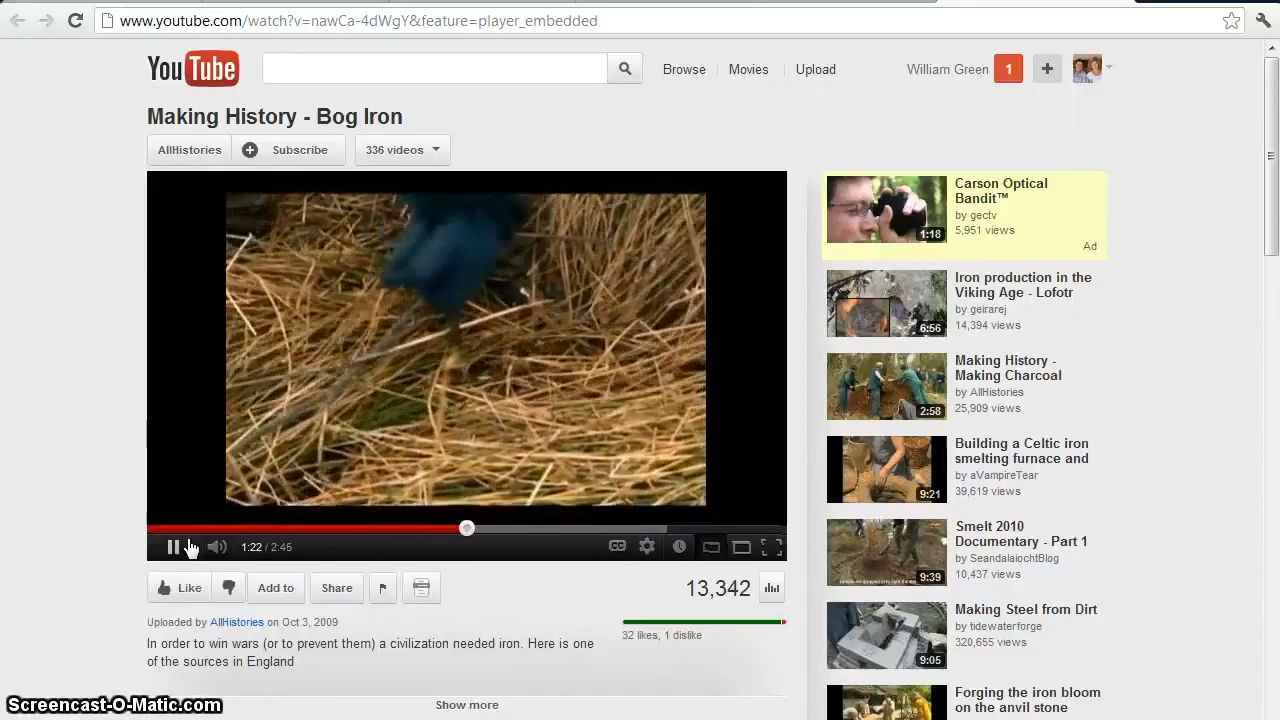 www.youtube.com/watch?v=nawCa-4dWgY&feature=player_embedded
YouTube
Browse
Movies
Upload
William Green
1
Making History - Bog Iron
AllHistories
Subscribe
336 videos
1:22 / 2:45
CC
Like
Add to
Share
13,342
Uploaded by AllHistories on Oct 3, 2009
32 likes, 1 dislike
In order to win wars (or to prevent them) a civilization needed iron. Here is one
of the sources in England
Show more
Carson Optical
Bandit™
by gectv
5,951 views
Ad
1:18
Iron production in the
Viking Age - Lofotr
by geirarej
14,394 views
6:56
Making History -
Making Charcoal
by AllHistories
25,909 views
2:58
Building a Celtic iron
smelting furnace and
by aVampireTear
39,619 views
9:21
Smelt 2010
Documentary - Part 1
by SeandalaiochtBlog
10,437 views
9:39
Making Steel from Dirt
by tidewaterforge
320,655 views
9:05
Forging the iron bloom
on the anvil stone
Screencast-O-Matic.com